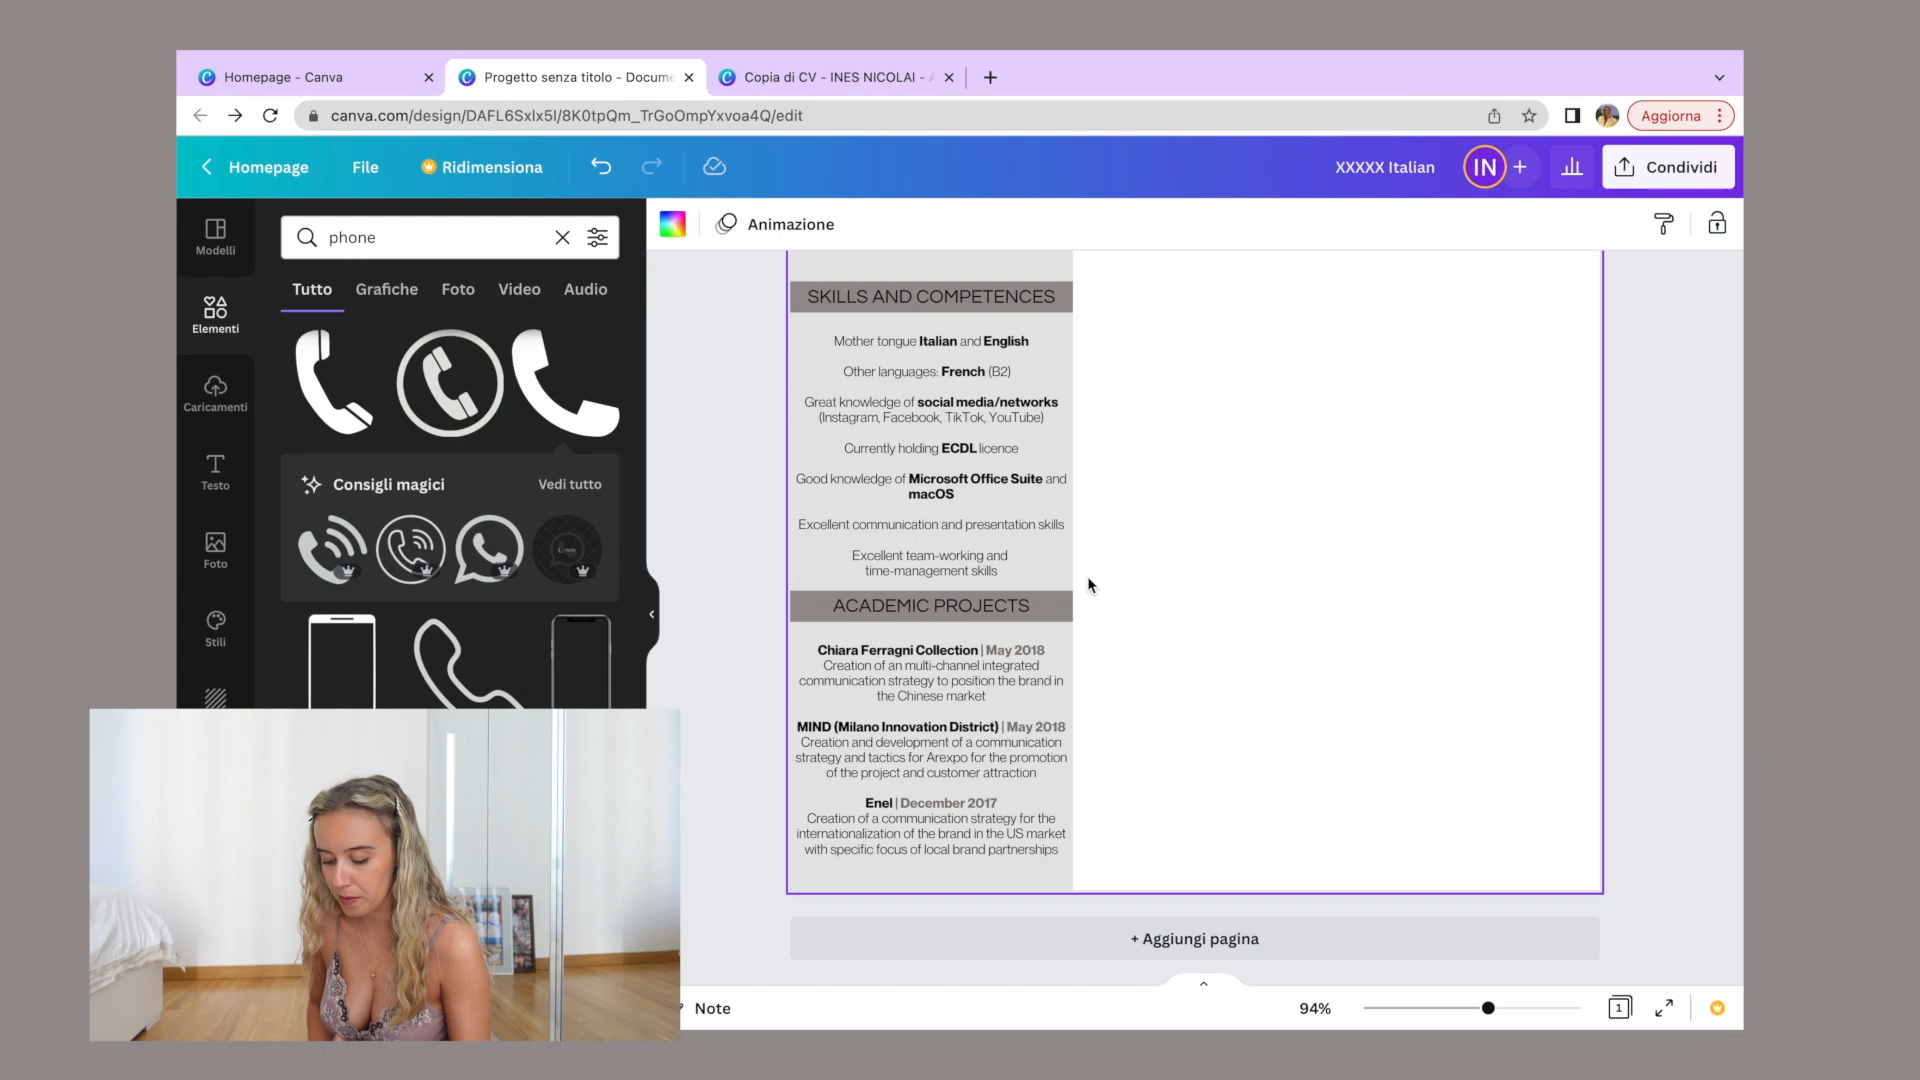 Homepage - Canva
Progetto senza titolo - Docume
Copia di CV - INES NICOLAI -
canva.com/design/DAFL6Sxlx5I/8K0tpQm_TrGoOmpYxvoa4Q/edit
Aggiorna
Homepage
File
Ridimensiona
XXXXX Italian
IN
Condividi
Modelli
Elementi
Caricamenti
Testo
Foto
Stili
phone
Tutto
Grafiche
Foto
Video
Audio
Consigli magici
Vedi tutto
Animazione
SKILLS AND COMPETENCES
Mother tongue Italian and English
Other languages: French (B2)
Great knowledge of social media/networks
(Instagram, Facebook, TikTok, YouTube)
Currently holding ECDL licence
Good knowledge of Microsoft Office Suite and
macOS
Excellent communication and presentation skills
Excellent team-working and
time-management skills
ACADEMIC PROJECTS
Chiara Ferragni Collection | May 2018
Creation of an multi-channel integrated
communication strategy to position the brand in
the Chinese market
MIND (Milano Innovation District) | May 2018
Creation and development of a communication
strategy and tactics for Arexpo for the promotion
of the project and customer attraction
Enel | December 2017
Creation of a communication strategy for the
internationalization of the brand in the US market
with specific focus of local brand partnerships
+ Aggiungi pagina
Note
94%
1